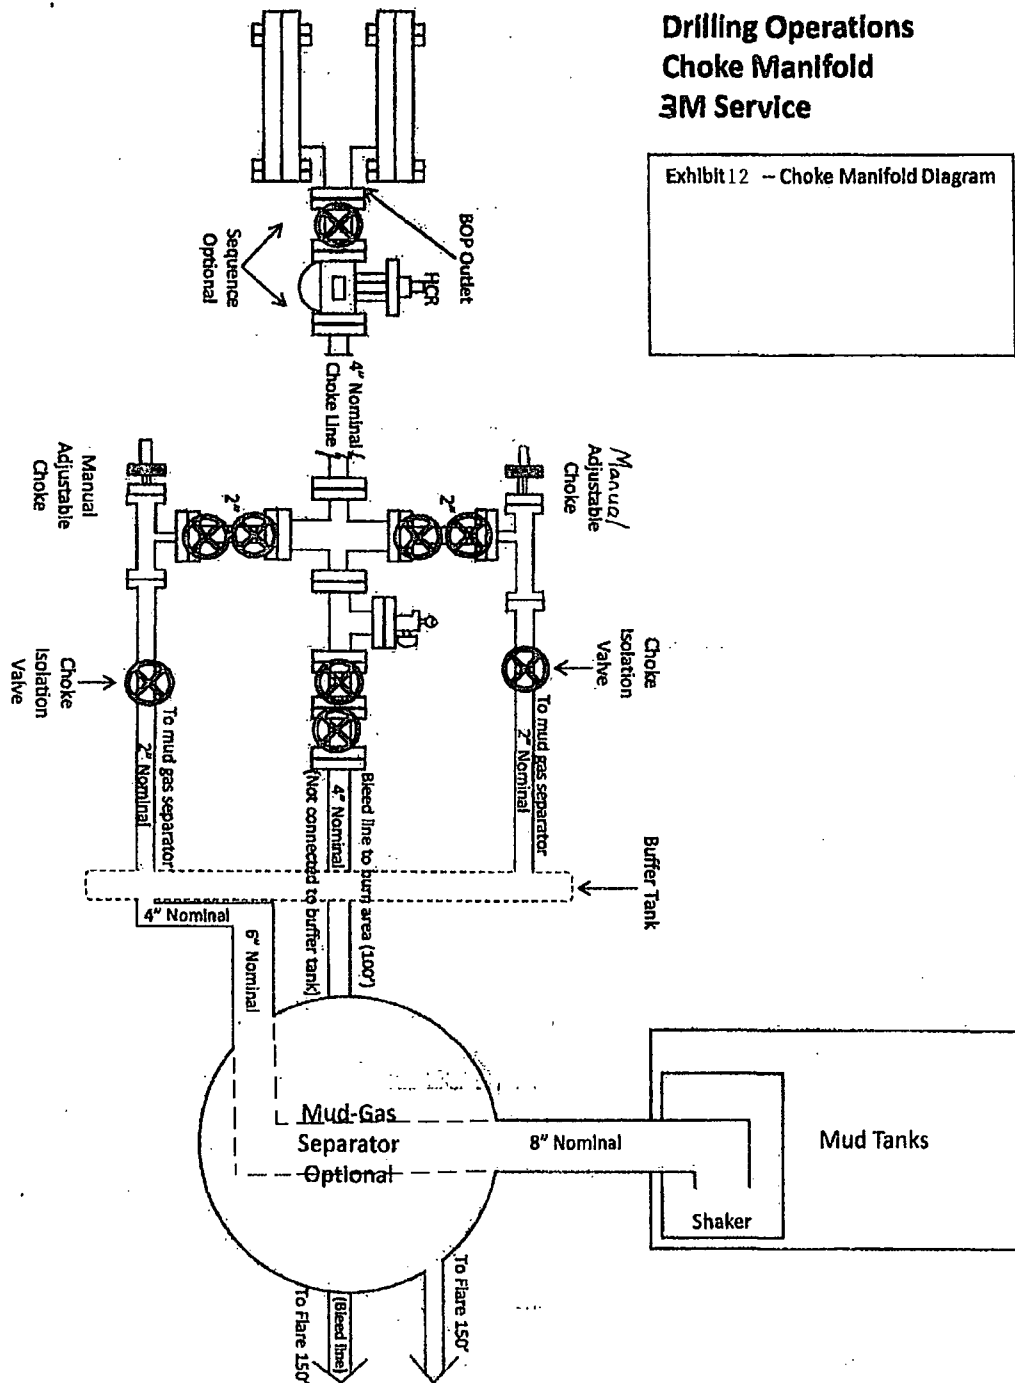 Drilling Operations
Choke Manifold
3M Service
Exhibit 12 -- Choke Manifold Diagram
BOP Outlet
HCR
Sequence
Optional
4" Nominal
Choke Line
Manual
Adjustable
Choke
2"
2"
Manual
Adjustable
Choke
Choke
Isolation
Valve
Choke
Isolation
Valve
To mud gas separator
2" Nominal
To mud gas separator
2" Nominal
Bleed line to burn area (100')
4" Nominal
(Not connected to buffer tank)
Buffer Tank
4" Nominal
6" Nominal
Mud-Gas
Separator
Optional
8" Nominal
Mud Tanks
Shaker
To Flare 150'
(Bleed line)
To Flare 150'